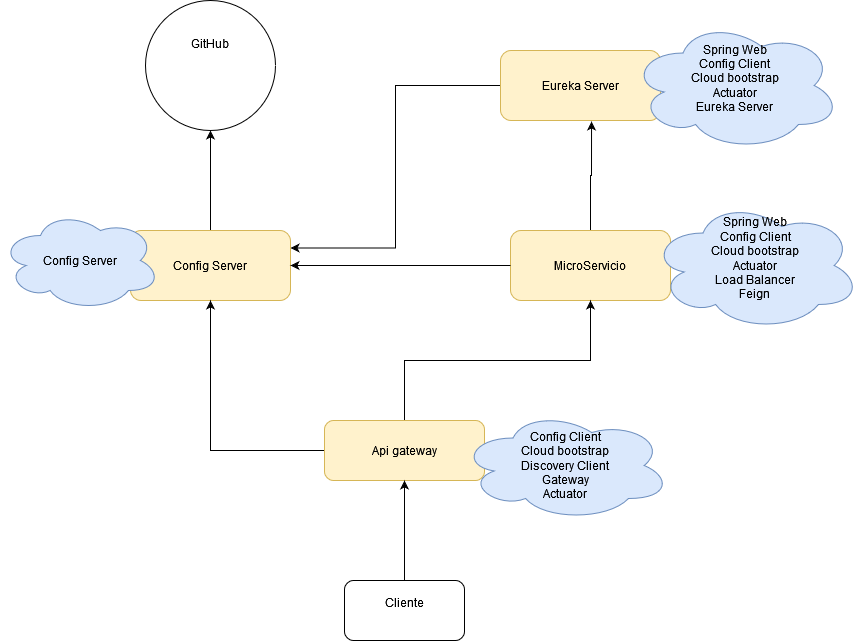 GitHub
Eureka Server
Spring Web
Config Client
Cloud bootstrap
Actuator
Eureka Server
Config Server
Config Server
MicroServicio
Spring Web
Config Client
Cloud bootstrap
Actuator
Load Balancer
Feign
Api gateway
Config Client
Cloud bootstrap
Discovery Client
Gateway
Actuator
Cliente